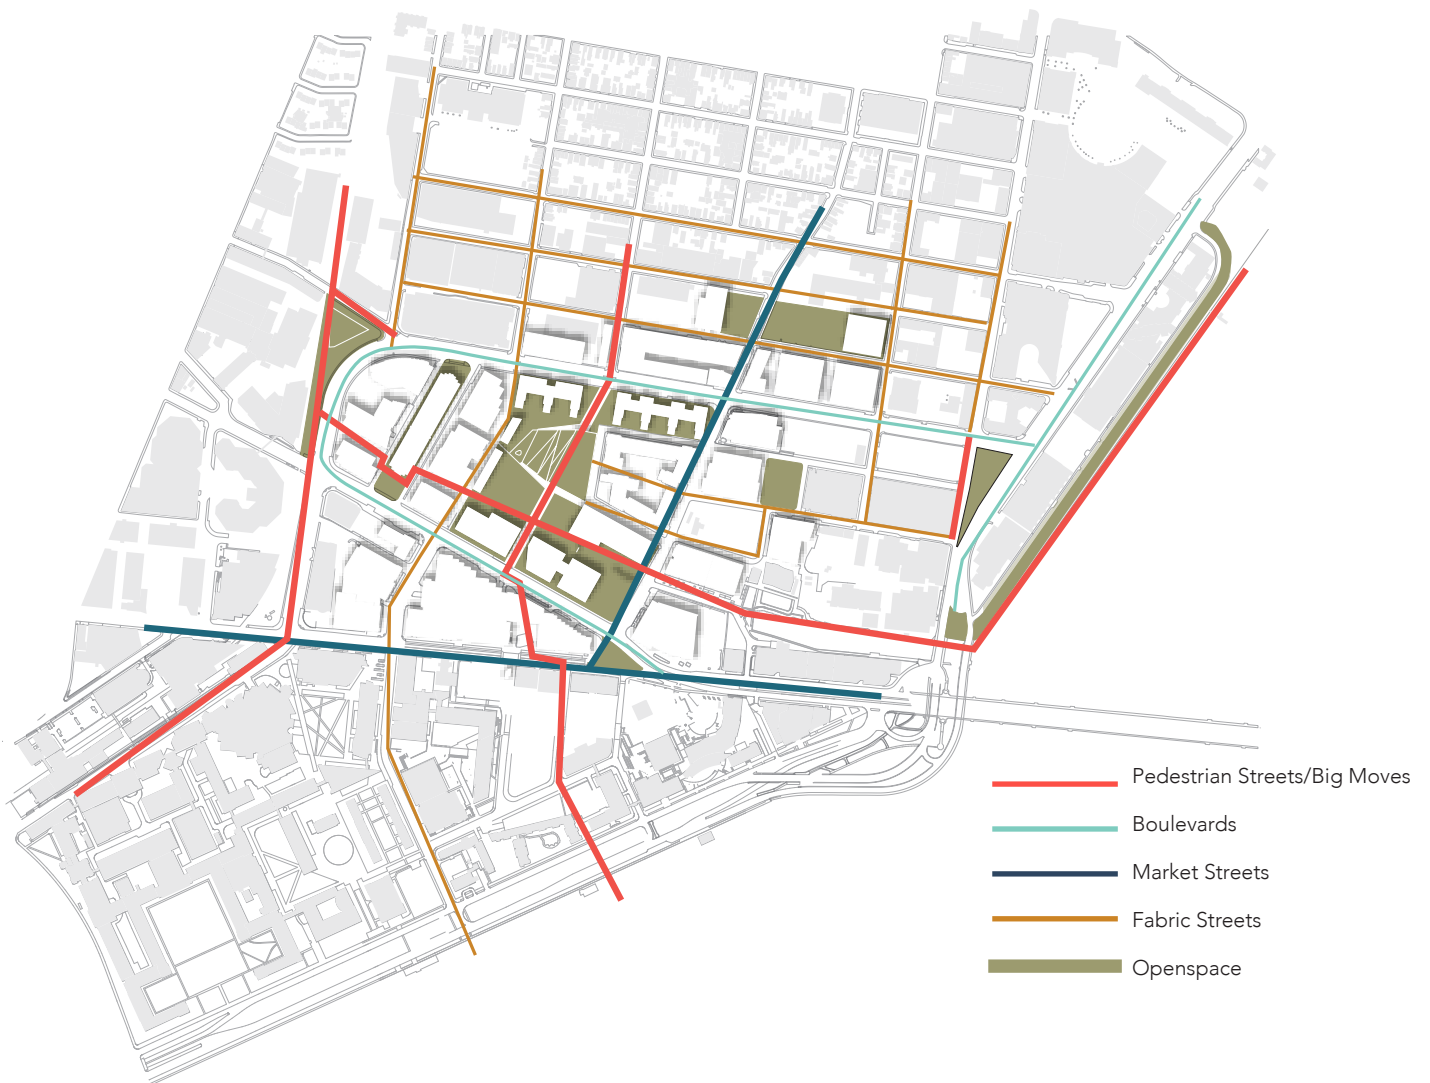 Pedestrian Streets/Big Moves
Boulevards
Market Streets
Fabric Streets
Openspace